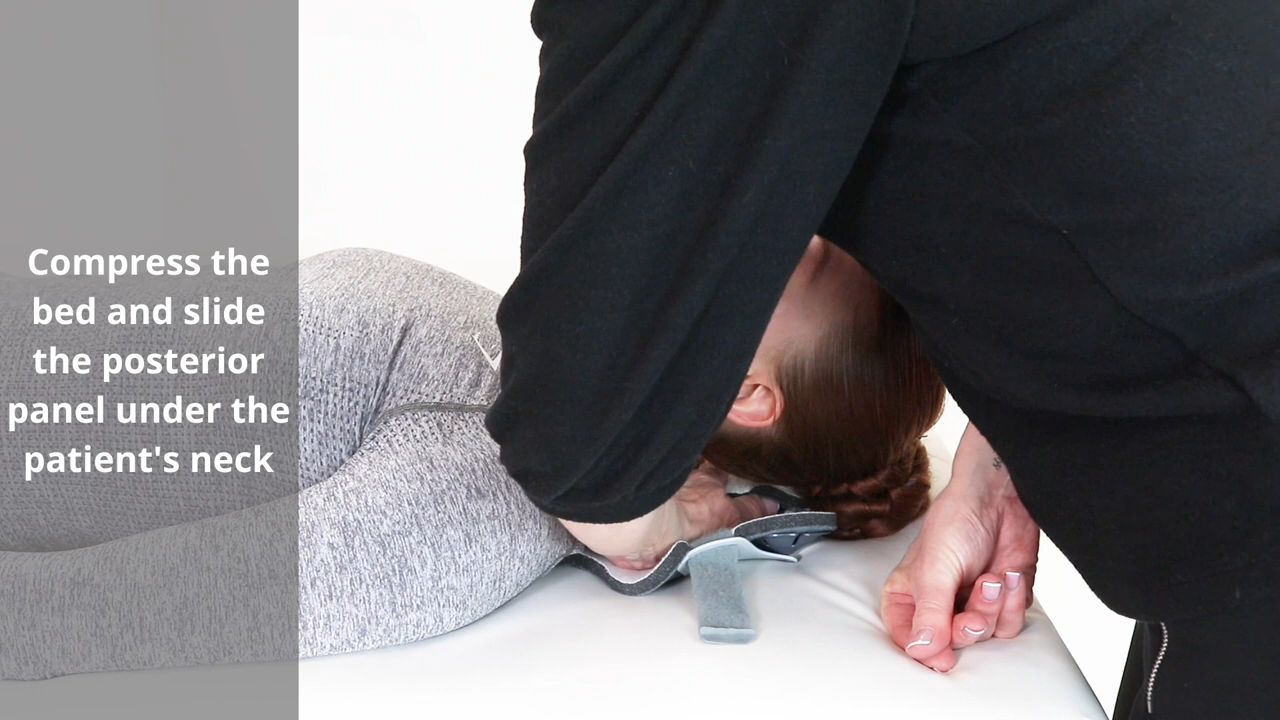 Compress the
bed and slide
the posterior
panel under the
patient's neck